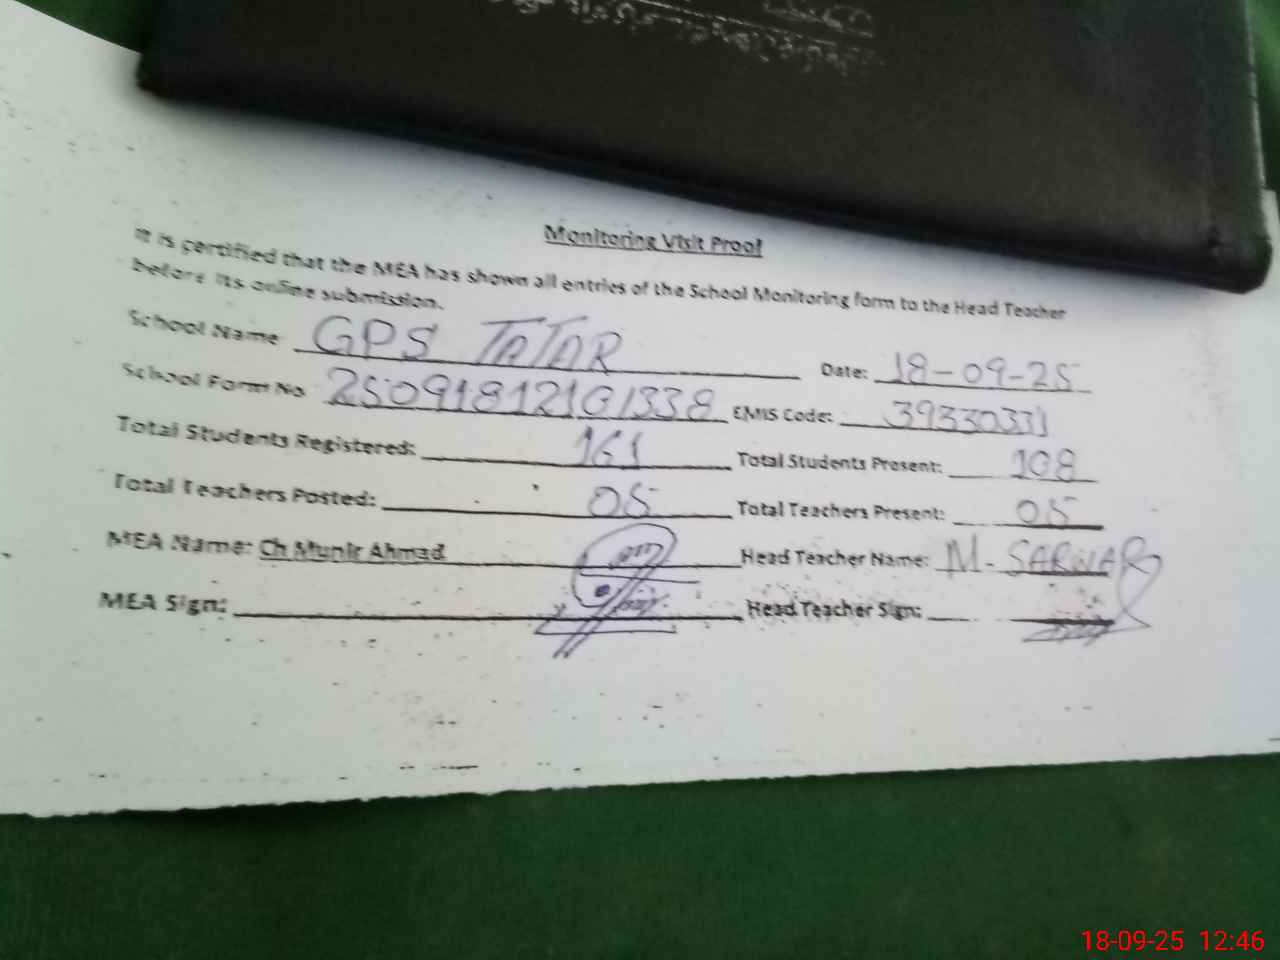 Monitoring Visit Proof
It is certified that the MEA has shown all entries of the School Monitoring form to the Head Teacher
before its online submission.
School Name GPS TATAR Date: 18-09-25
School Form No 25091812101338 EMIS Code: 39330331
Total Students Registered: 161 Total Students Present: 108
Total Teachers Posted: 05 Total Teachers Present: 05
MEA Name: Ch Munir Ahmad Head Teacher Name: M. SARWAR
MEA Sign: Head Teacher Sign:
18-09-25 12:46